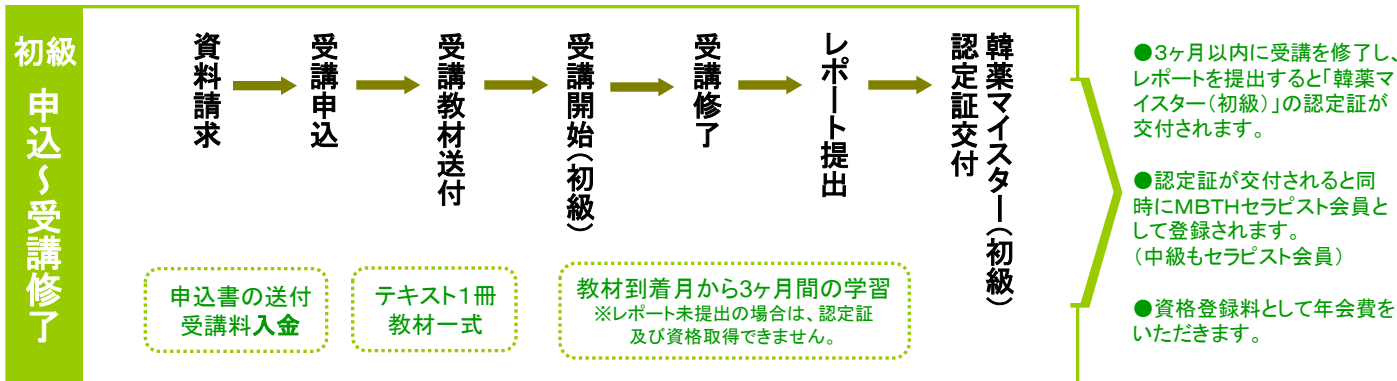 初級
申込～受講修了
資料請求
受講申込
受講教材送付
受講開始(初級)
受講修了
レポート提出
韓薬マイスター(初級)
認定証交付
申込書の送付
受講料入金
テキスト１冊
教材一式
教材到着月から3ヶ月間の学習
※レポート未提出の場合は、認定証
及び資格取得できません。
●３ヶ月以内に受講を修了し、
レポートを提出すると「韓薬マ
イスター（初級）」の認定証が
交付されます。
●認定証が交付されると同
時にＭＢＴＨセラピスト会員と
して登録されます。
（中級もセラピスト会員）
●資格登録料として年会費を
いただきます。